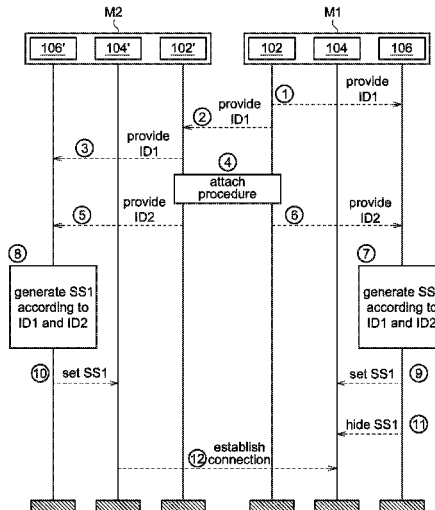 M2
M1
106'
104'
102'
102
104
106
①
provide
ID1
②
provide
ID1
③
provide
ID1
④
attach
procedure
⑤
provide
ID2
⑥
provide
ID2
⑧
generate SS1
according to
ID1 and ID2
⑦
generate SS
according to
ID1 and ID2
⑩
set SS1
set SS1
⑨
hide SS1
⑪
establish
⑫
connection